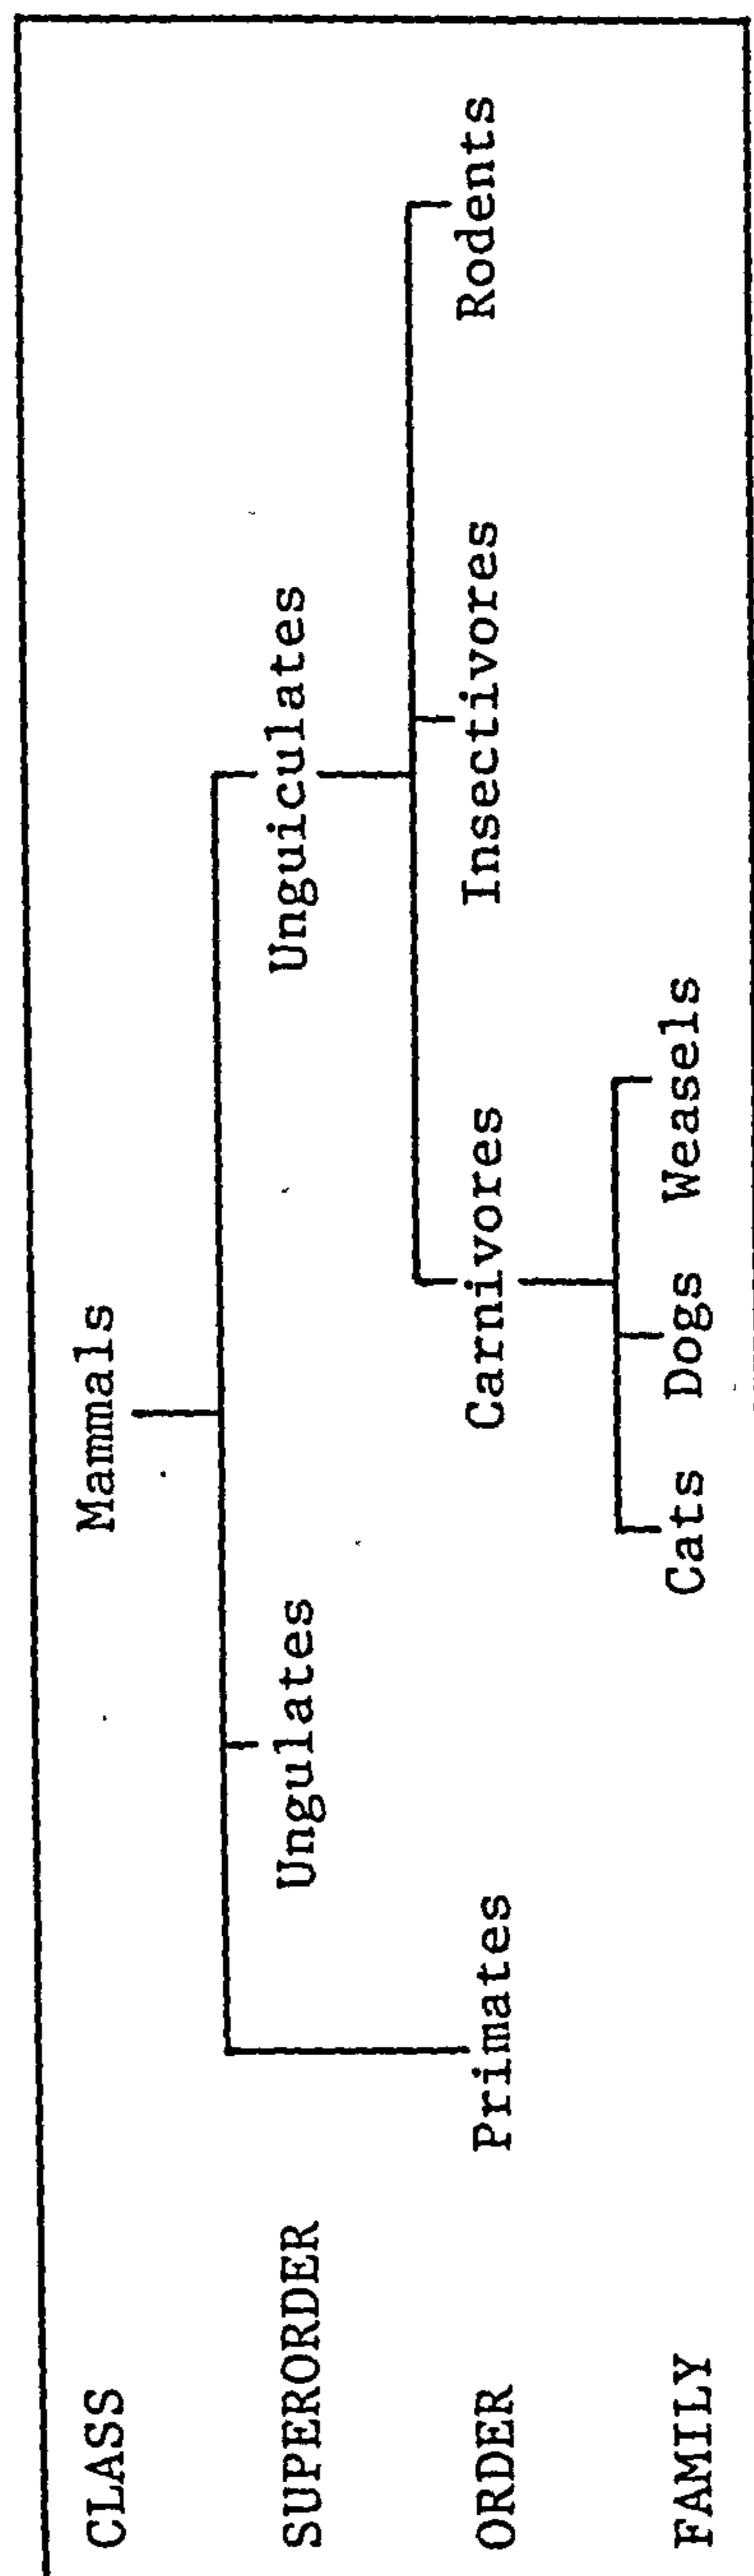 CLASS Mammals
SUPERORDER Ungulates Unguiculates
ORDER Primates Carnivores Insectivores Rodents
FAMILY Cats Dogs Weasels